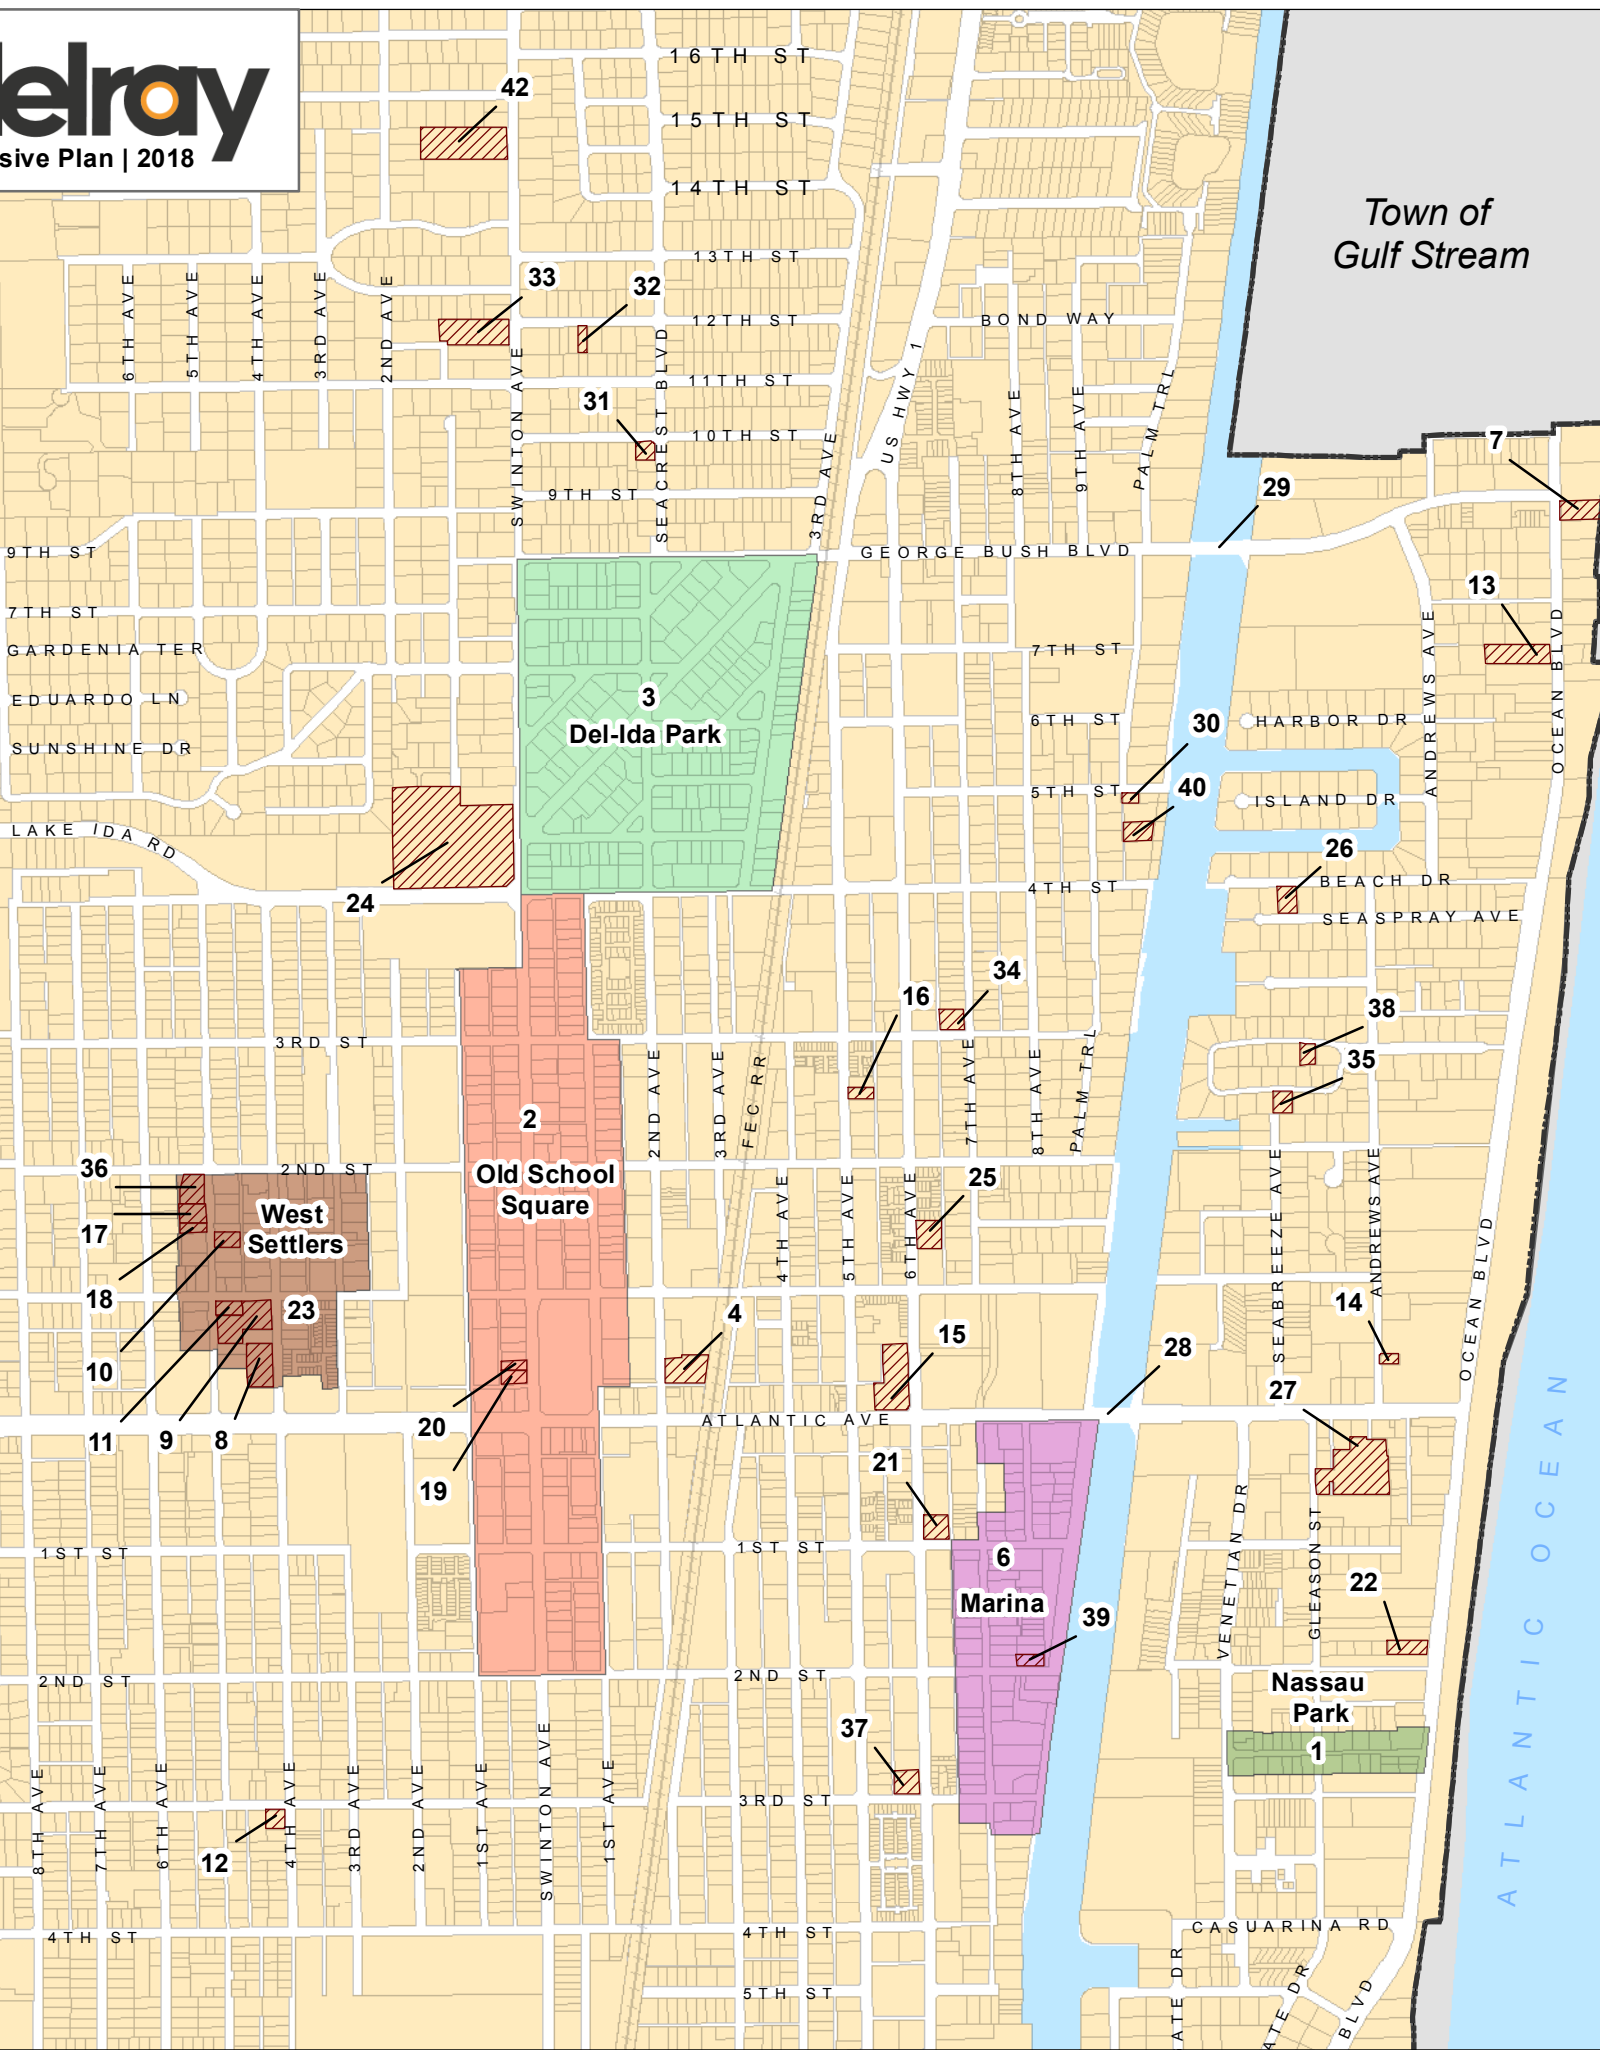 elray
sive Plan | 2018
16TH ST
42
15TH ST
14TH ST
Town of
Gulf Stream
13TH ST
33
32
6TH AVE
5TH AVE
4TH AVE
3RD AVE
2ND AVE
12TH ST
BOND WAY
US HWY 1
11TH ST
31
SWINTON AVE
SEACREST BLVD
10TH ST
3RD AVE
8TH AVE
9TH AVE
PALM TRL
7
9TH ST
29
9TH ST
GEORGE BUSH BLVD
13
7TH ST
GARDENIA TER
7TH ST
ANDREWS AVE
OCEAN BLVD
EDUARDO LN
3
Del-Ida Park
6TH ST
30
HARBOR DR
SUNSHINE DR
5TH ST
40
ISLAND DR
LAKE IDA RD
26
24
4TH ST
BEACH DR
SEASPRAY AVE
34
16
38
3RD ST
2ND AVE
3RD AVE
FEC RR
7TH AVE
8TH AVE
PALM TRL
35
2
36
2ND ST
Old School
Square
25
17
West
Settlers
4TH AVE
5TH AVE
6TH AVE
SEABREEZE AVE
ANDREWS AVE
OCEAN BLVD
18
23
4
15
14
10
28
27
20
ATLANTIC AVE
11
9
8
21
19
ATLANTIC OCEAN
1ST ST
1ST ST
6
VENETIAN DR
GLEASON ST
22
Marina
39
2ND ST
2ND ST
Nassau
Park
37
1
8TH AVE
7TH AVE
6TH AVE
4TH AVE
3RD AVE
2ND AVE
1ST AVE
SWINTON AVE
1ST AVE
3RD ST
12
4TH ST
4TH ST
CASUARINA RD
5TH ST
ATE DR
ATE DR
BLVD